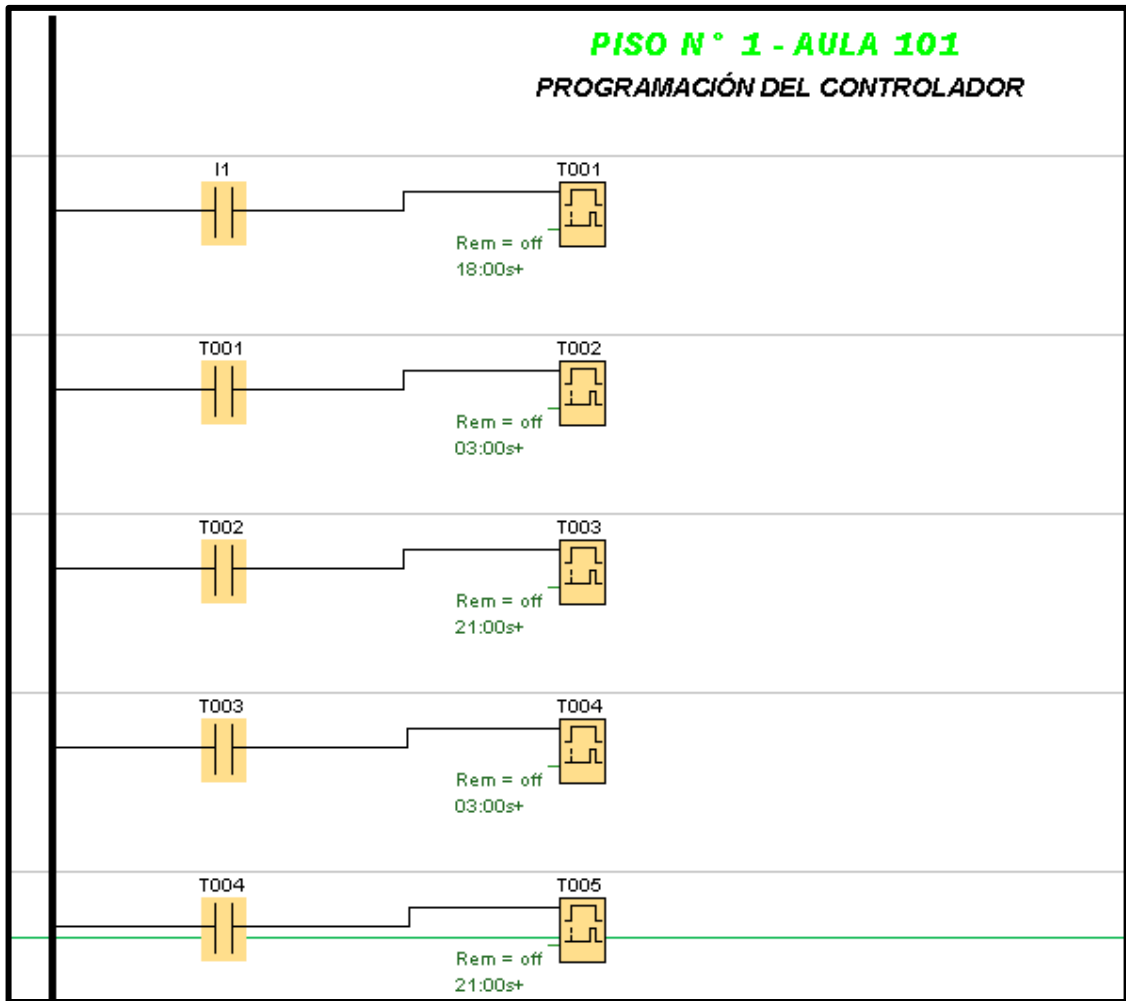 PISO N° 1 - AULA 101
PROGRAMACIÓN DEL CONTROLADOR
I1
T001
Rem = off
18:00s+
T001
T002
Rem = off
03:00s+
T002
T003
Rem = off
21:00s+
T003
T004
Rem = off
03:00s+
T004
T005
Rem = off
21:00s+